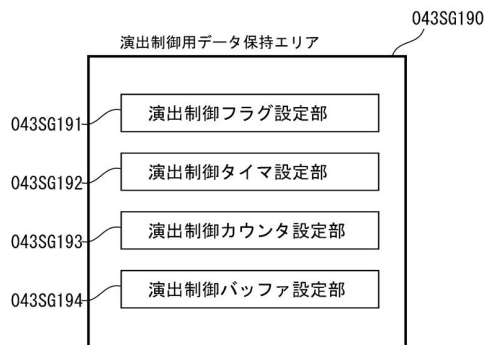 043SG190
演出制御用データ保持エリア
043SG191
演出制御フラグ設定部
043SG192
演出制御タイマ設定部
043SG193
演出制御カウンタ設定部
043SG194
演出制御バッファ設定部